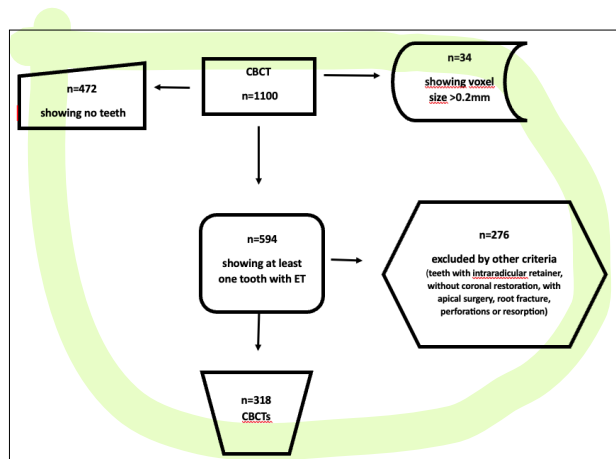 CBCT
n=1100
n=472
showing no teeth
n=34
showing voxel
size >0.2mm
n=594
showing at least
one tooth with ET
n=276
excluded by other criteria
(teeth with intraradicular retainer,
without coronal restoration, with
apical surgery, root fracture,
perforations or resorption)
n=318
CBCTs